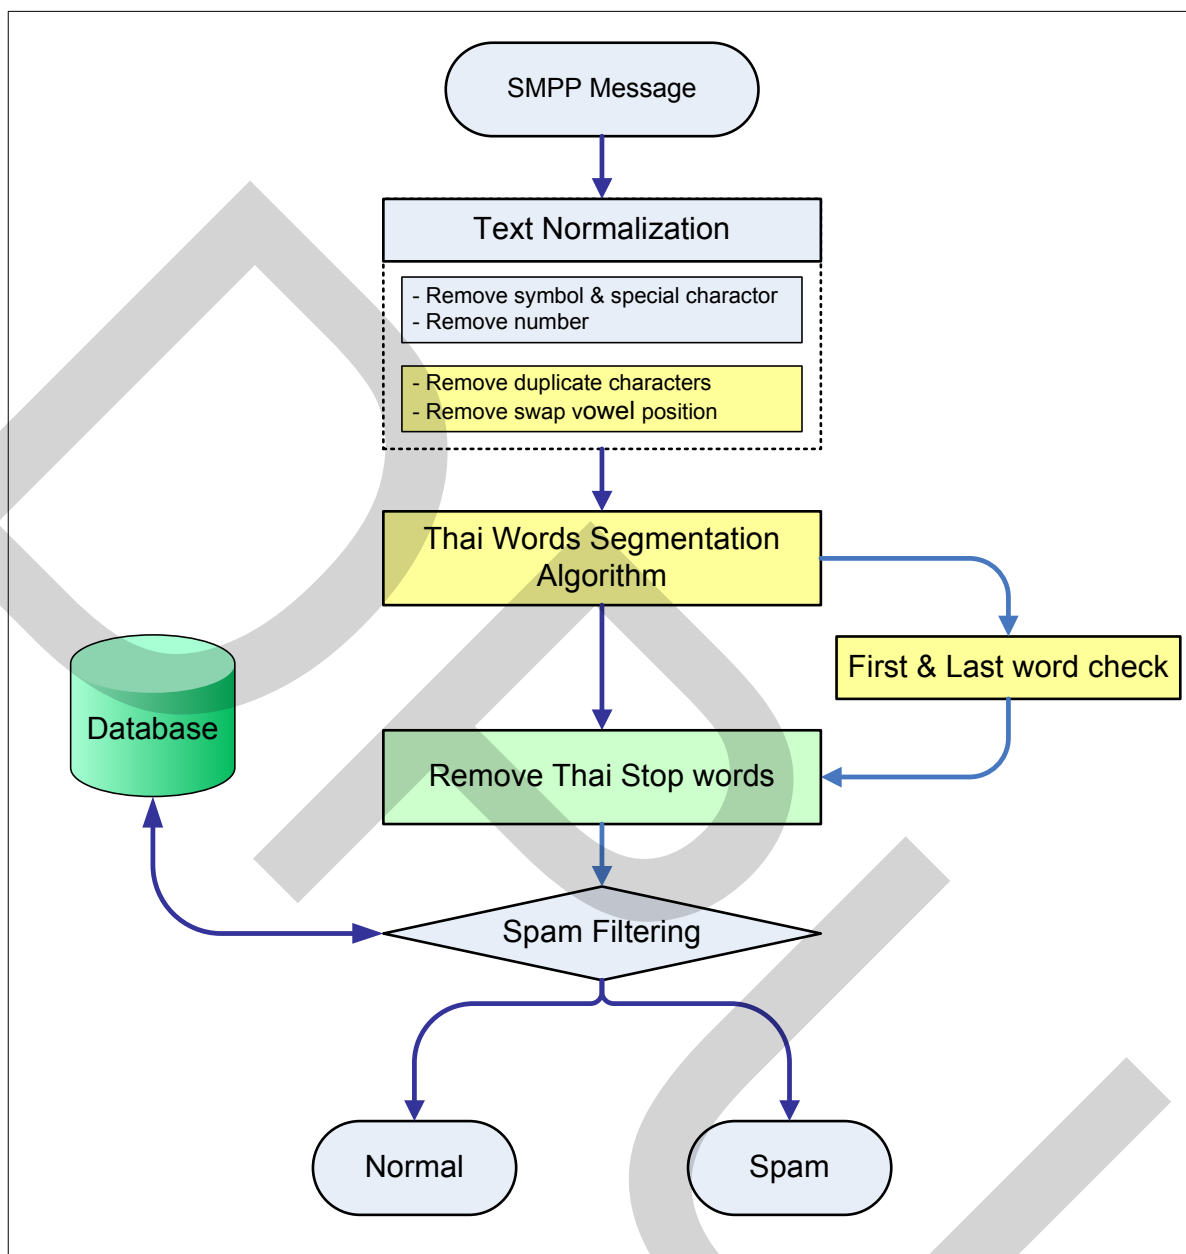 SMPP Message
Text Normalization
- Remove symbol & special charactor
- Remove number
- Remove duplicate characters
- Remove swap vowel position
Thai Words Segmentation
Algorithm
First & Last word check
Database
Remove Thai Stop words
Spam Filtering
Normal
Spam